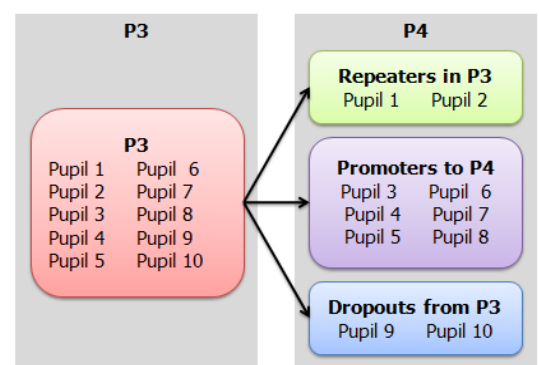 P3
P3
Pupil 1 Pupil 6
Pupil 2 Pupil 7
Pupil 3 Pupil 8
Pupil 4 Pupil 9
Pupil 5 Pupil 10
P4
Repeaters in P3
Pupil 1 Pupil 2
Promoters to P4
Pupil 3 Pupil 6
Pupil 4 Pupil 7
Pupil 5 Pupil 8
Dropouts from P3
Pupil 9 Pupil 10